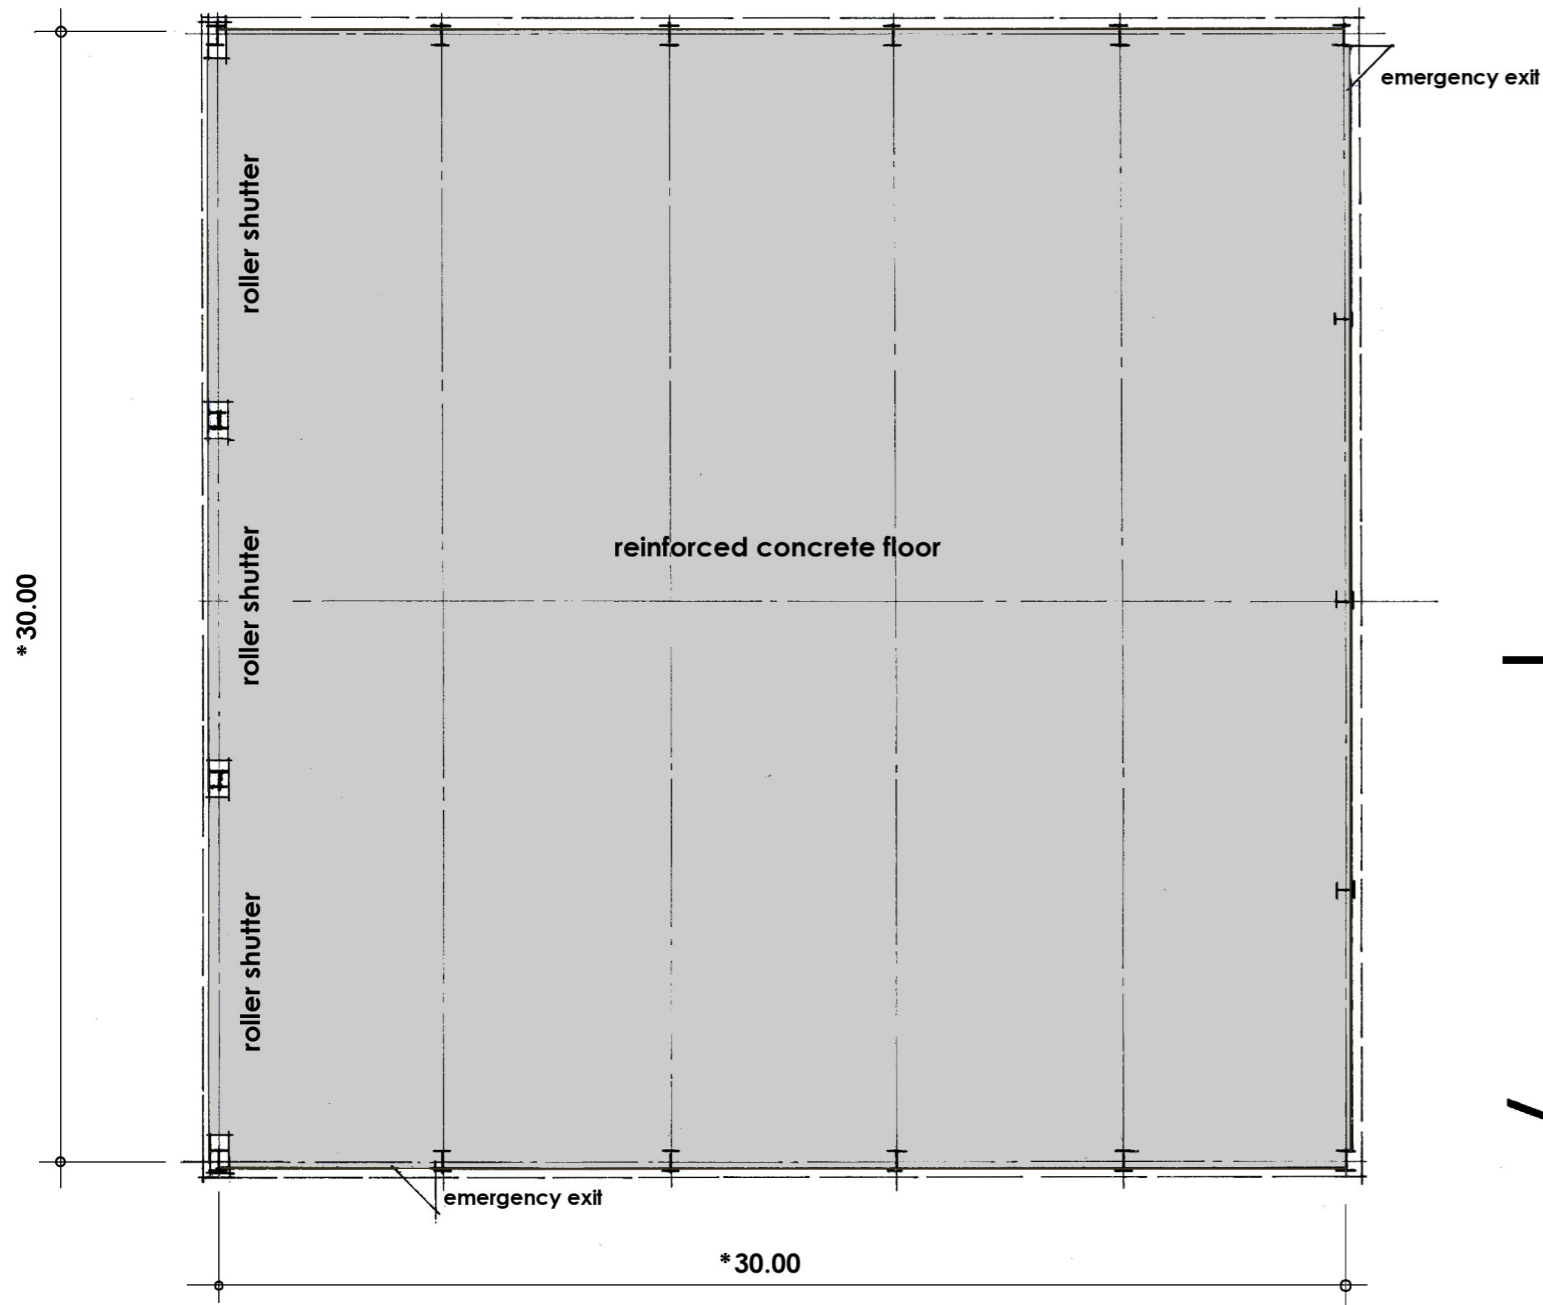 emergency exit
roller shutter
roller shutter
reinforced concrete floor
*30.00
roller shutter
emergency exit
*30.00